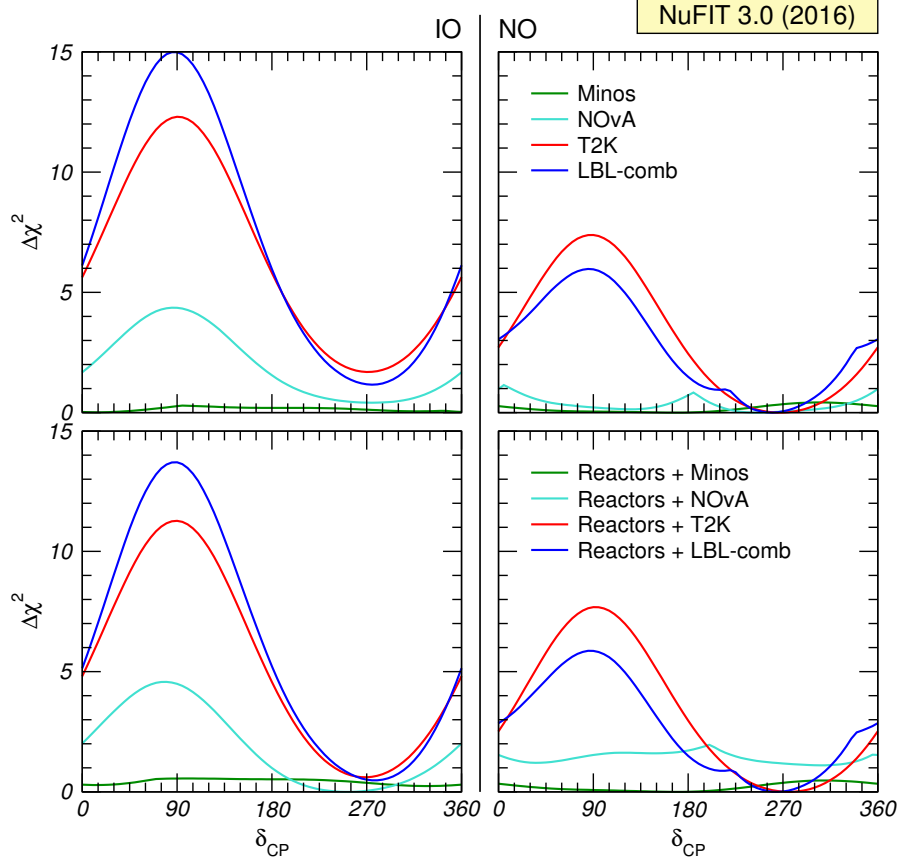 NuFIT 3.0 (2016)
IO
NO
15
10
5
0
Δχ²
Minos
NOvA
T2K
LBL-comb
15
10
5
0
Δχ²
Reactors + Minos
Reactors + NOvA
Reactors + T2K
Reactors + LBL-comb
0 90 180 270 360
0 90 180 270 360
δCP
δCP